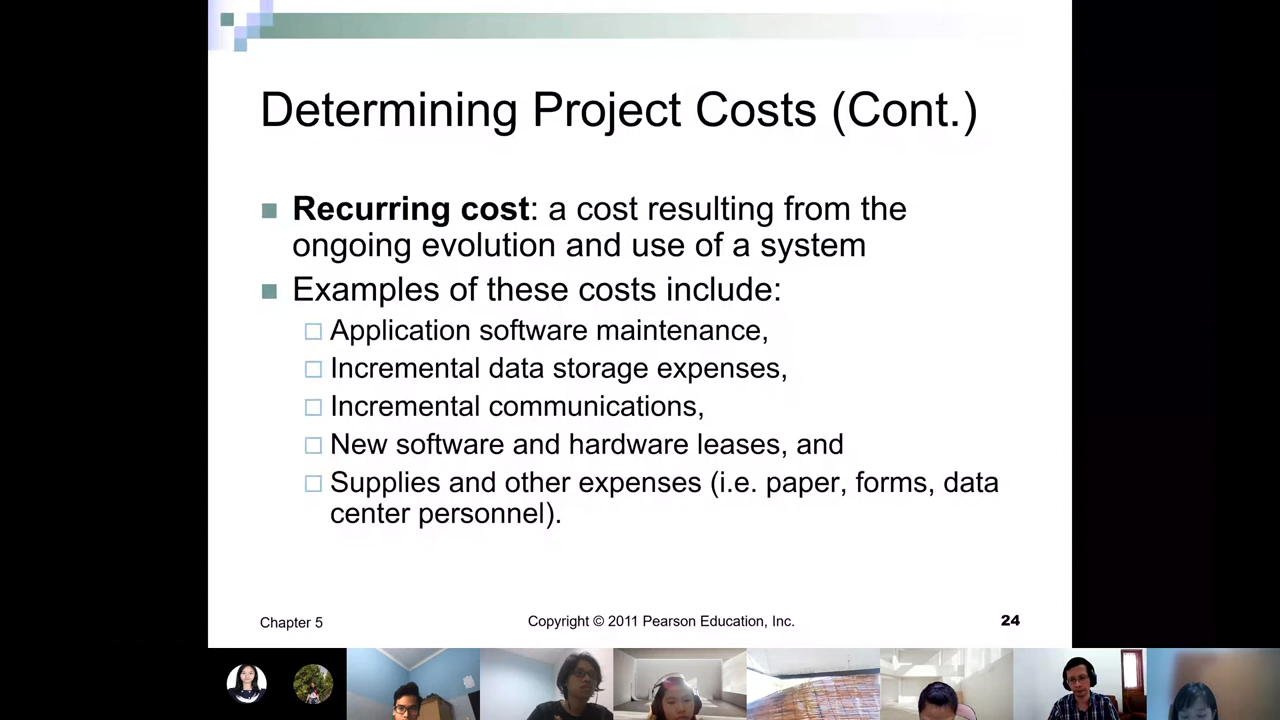 Determining Project Costs (Cont.)
Recurring cost: a cost resulting from the
ongoing evolution and use of a system
Examples of these costs include:
Application software maintenance,
Incremental data storage expenses,
Incremental communications,
New software and hardware leases, and
Supplies and other expenses (i.e. paper, forms, data
center personnel).
Chapter 5
Copyright © 2011 Pearson Education, Inc.
24